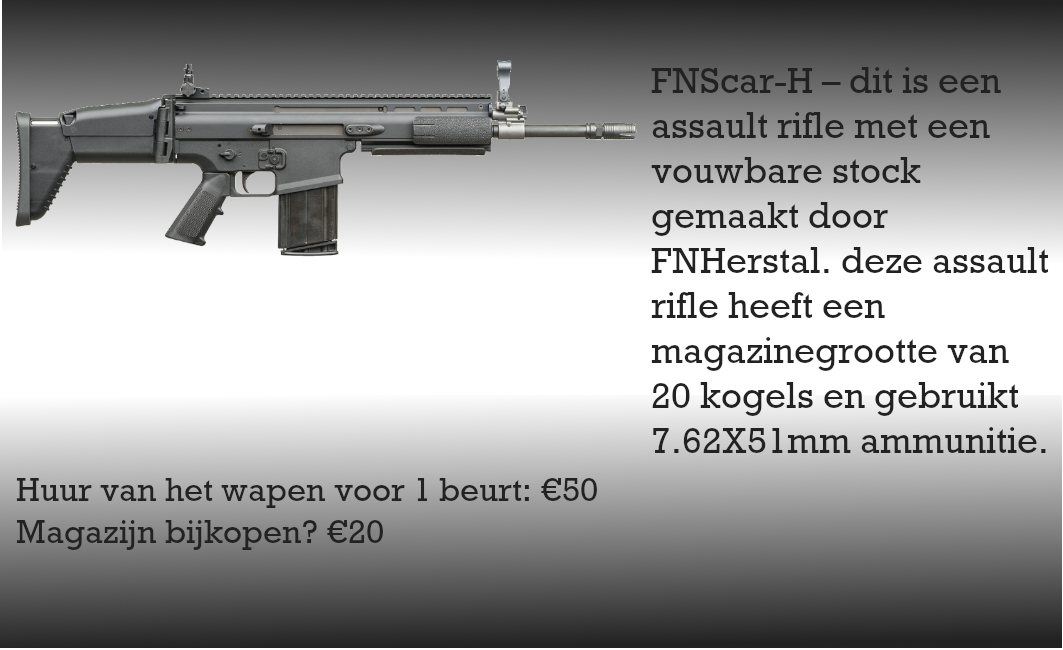 FNScar-H – dit is een
assault rifle met een
vouwbare stock
gemaakt door
FNHerstal. deze assault
rifle heeft een
magazinegrootte van
20 kogels en gebruikt
7.62X51mm ammunitie.
Huur van het wapen voor 1 beurt: €50
Magazijn bijkopen? €20